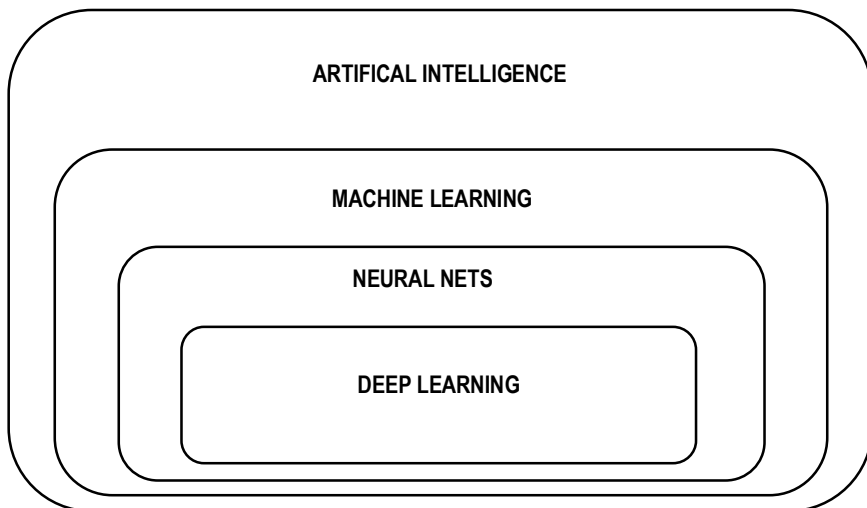 ARTIFICAL INTELLIGENCE
MACHINE LEARNING
NEURAL NETS
DEEP LEARNING